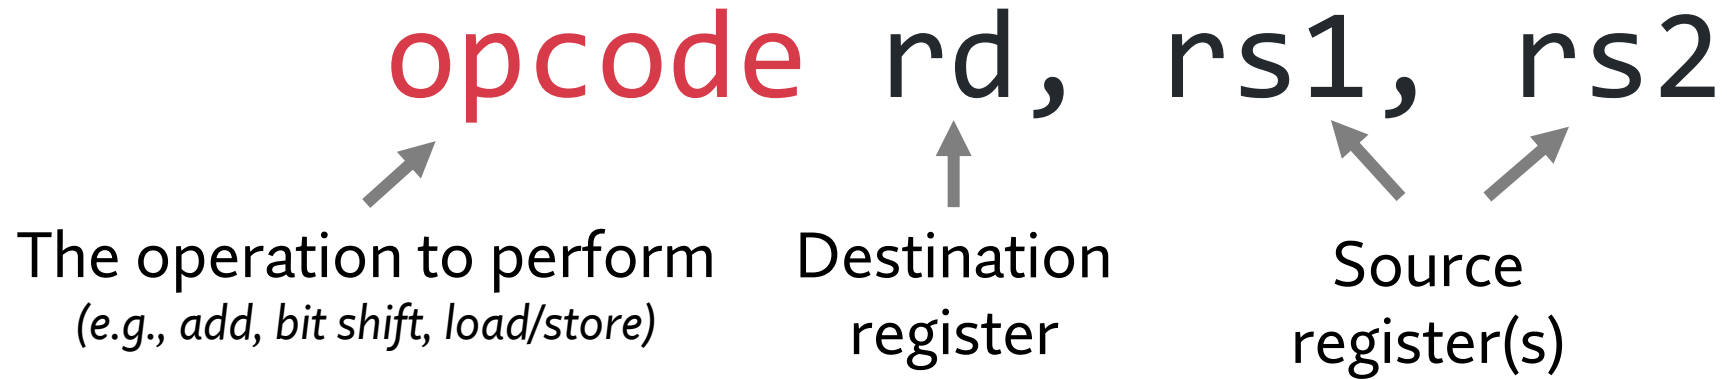 opcode rd, rs1, rs2
The operation to perform
(e.g., add, bit shift, load/store)
Destination
register
Source
register(s)